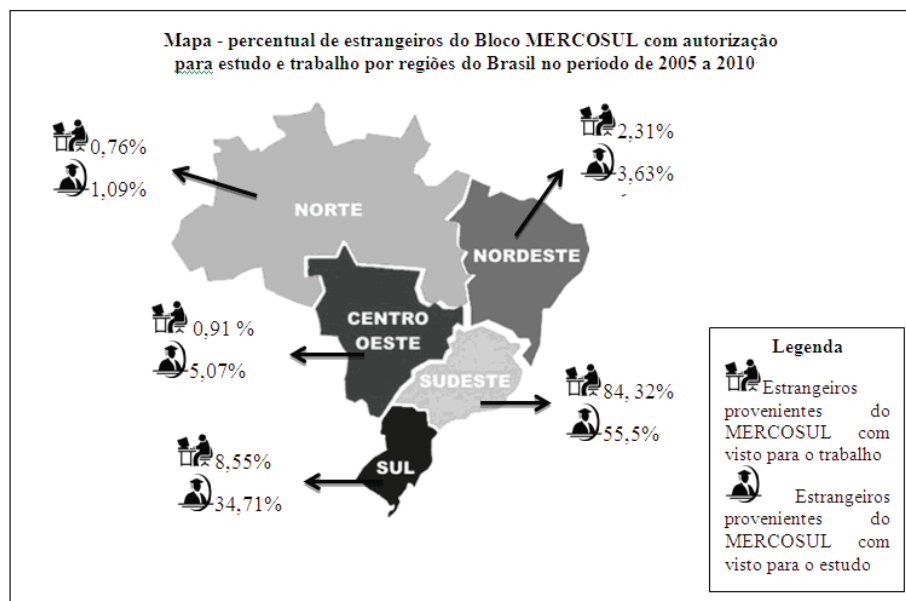 Mapa - percentual de estrangeiros do Bloco MERCOSUL com autorização
para estudo e trabalho por regiões do Brasil no período de 2005 a 2010
0,76%
1,09%
2,31%
3,63%
NORTE
NORDESTE
0,91 %
5,07%
CENTRO
OESTE
SUDESTE
84, 32%
55,5%
8,55%
34,71%
SUL
Legenda
Estrangeiros
provenientes do
MERCOSUL com
visto para o trabalho
Estrangeiros
provenientes do
MERCOSUL com
visto para o estudo